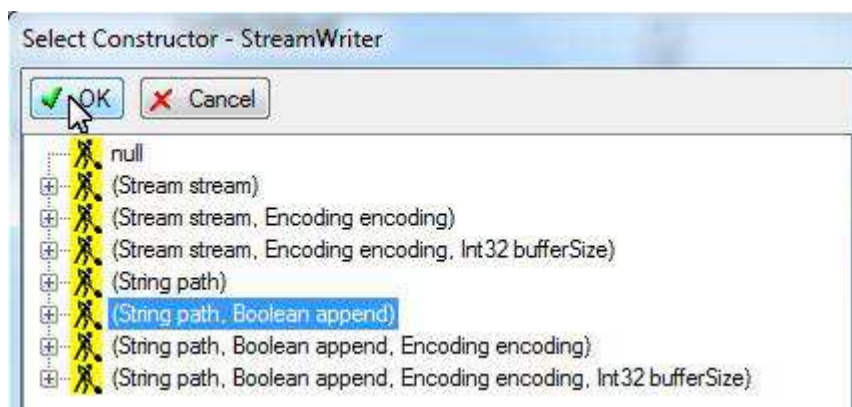 Select Constructor - StreamWriter
OK Cancel
null
(Stream stream)
(Stream stream, Encoding encoding)
(Stream stream, Encoding encoding, Int32 bufferSize)
(String path)
(String path, Boolean append)
(String path, Boolean append, Encoding encoding)
(String path, Boolean append, Encoding encoding, Int32 bufferSize)